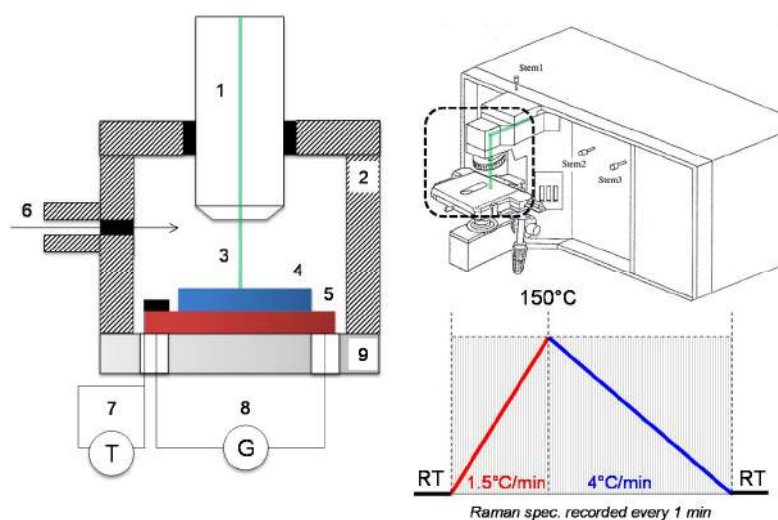 1
2
6
3
4
5
9
7
8
T
G
Stem1
Stem2
Stem3
150°C
RT
1.5°C/min
4°C/min
RT
Raman spec. recorded every 1 min